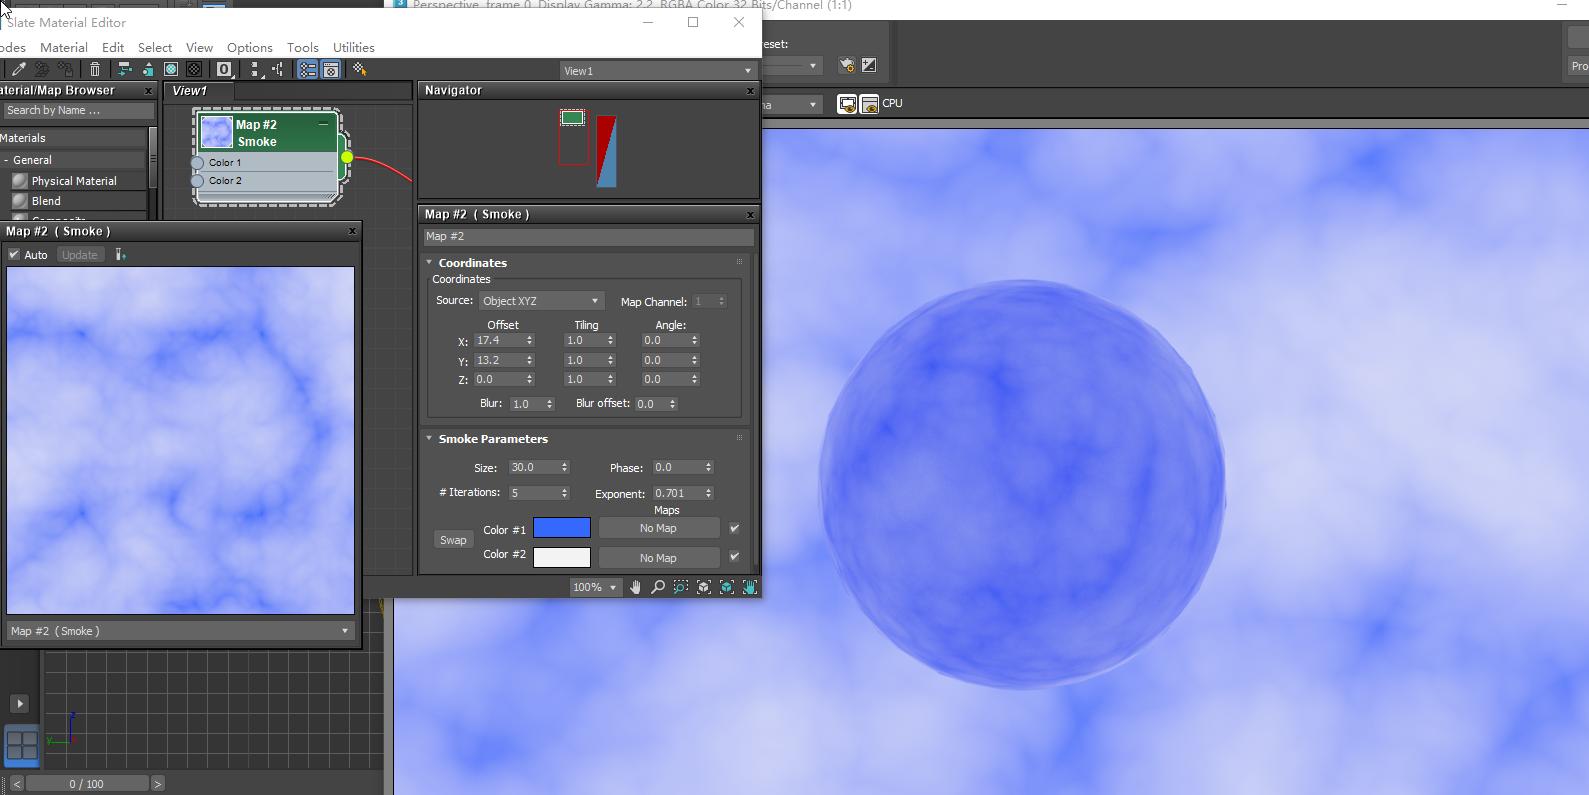 Perspective, frame 0, Display Gamma: 2.2, RGBA Color 32 Bits/Channel (1:1)
Slate Material Editor
odes Material Edit Select View Options Tools Utilities
eset:
View1
Pro
aterial/Map Browser
View1
Navigator
Search by Name ...
ma
CPU
Map #2
Smoke
Materials
- General
Color 1
Color 2
Physical Material
Blend
Composite
Map #2 ( Smoke )
Map #2 ( Smoke )
Map #2
Auto
Update
Coordinates
Coordinates
Source: Object XYZ Map Channel: 1
Offset Tiling Angle:
X: 17.4 1.0 0.0
Y: 13.2 1.0 0.0
Z: 0.0 1.0 0.0
Blur: 1.0 Blur offset: 0.0
Smoke Parameters
Size: 30.0 Phase: 0.0
# Iterations: 5 Exponent: 0.701
Maps
Color #1 No Map
Swap
Color #2 No Map
100%
Map #2 ( Smoke )
z
y
< 0 / 100 >